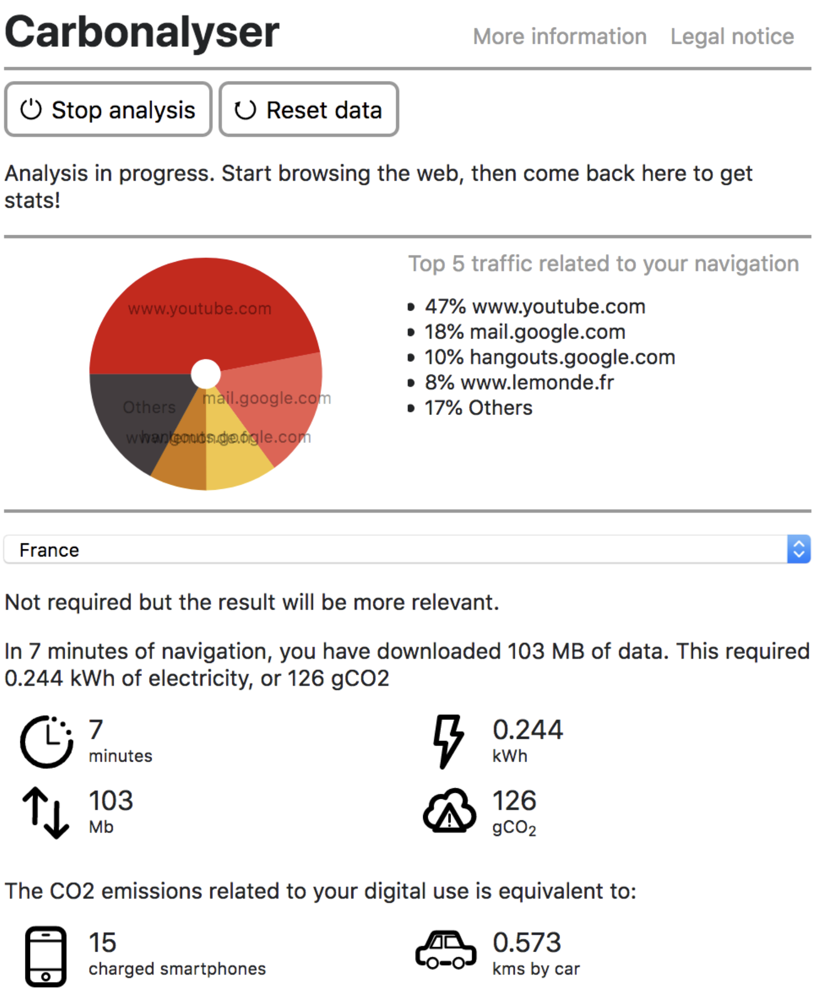 Carbonalyser
More information Legal notice
Stop analysis Reset data
Analysis in progress. Start browsing the web, then come back here to get
stats!
Top 5 traffic related to your navigation
www.youtube.com
mail.google.com
Others
www.lemonde.fr
hangouts.google.com
• 47% www.youtube.com
• 18% mail.google.com
• 10% hangouts.google.com
• 8% www.lemonde.fr
• 17% Others
France
Not required but the result will be more relevant.
In 7 minutes of navigation, you have downloaded 103 MB of data. This required
0.244 kWh of electricity, or 126 gCO2
7
minutes
0.244
kWh
103
Mb
126
gCO₂
The CO2 emissions related to your digital use is equivalent to:
15
charged smartphones
0.573
kms by car